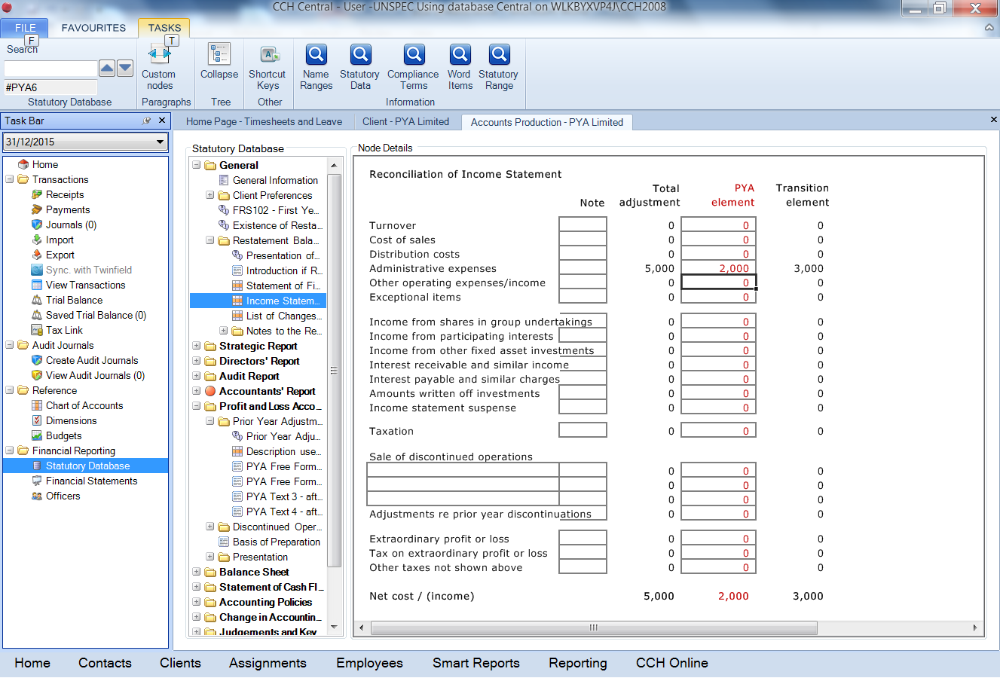 CCH Central - User -UNSPEC Using database Central on WLKBYXVP4J\CCH2008
FILE
FAVOURITES
TASKS
F
T
Search
#PYA6
Statutory Database
Custom nodes
Paragraphs
Collapse
Tree
Shortcut Keys
Other
Name Ranges
Statutory Data
Compliance Terms
Word Items
Statutory Range
Information
Task Bar
Home Page - Timesheets and Leave
Client - PYA Limited
Accounts Production - PYA Limited
31/12/2015
Home
Transactions
Receipts
Payments
Journals (0)
Import
Export
Sync. with Twinfield
View Transactions
Trial Balance
Saved Trial Balance (0)
Tax Link
Audit Journals
Create Audit Journals
View Audit Journals (0)
Reference
Chart of Accounts
Dimensions
Budgets
Financial Reporting
Statutory Database
Financial Statements
Officers
Statutory Database
General
General Information
Client Preferences
FRS102 - First Ye...
Existence of Resta...
Restatement Bala...
Presentation of...
Introduction if R...
Statement of Fi...
Income Statem...
List of Changes...
Notes to the Re...
Strategic Report
Directors' Report
Audit Report
Accountants' Report
Profit and Loss Acco...
Prior Year Adjustm...
Prior Year Adju...
Description use...
PYA Free Form...
PYA Free Form...
PYA Text 3 - aft...
PYA Text 4 - aft...
Discontinued Oper...
Basis of Preparation
Presentation
Balance Sheet
Statement of Cash Fl...
Accounting Policies
Change in Accountin...
Judgements and Key
Node Details
Reconciliation of Income Statement
Total PYA Transition
Note adjustment element element
Turnover 0 0 0
Cost of sales 0 0 0
Distribution costs 0 0 0
Administrative expenses 5,000 2,000 3,000
Other operating expenses/income 0 0 0
Exceptional items 0 0 0
Income from shares in group undertakings 0 0 0
Income from participating interests 0 0 0
Income from other fixed asset investments 0 0 0
Interest receivable and similar income 0 0 0
Interest payable and similar charges 0 0 0
Amounts written off investments 0 0 0
Income statement suspense 0 0 0
Taxation 0 0 0
Sale of discontinued operations
0 0 0
0 0 0
0 0 0
Adjustments re prior year discontinuations 0 0 0
Extraordinary profit or loss 0 0 0
Tax on extraordinary profit or loss 0 0 0
Other taxes not shown above 0 0 0
Net cost / (income) 5,000 2,000 3,000
Home Contacts Clients Assignments Employees Smart Reports Reporting CCH Online